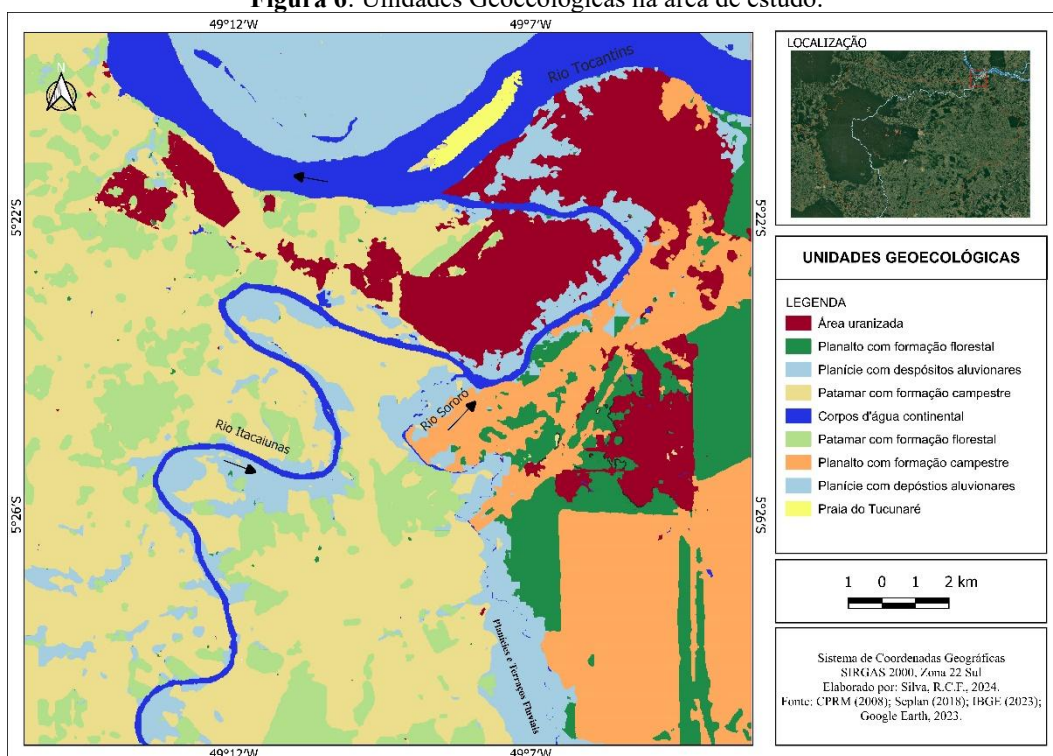 Figura 6: Unidades Geoecológicas na área de estudo.
49°12'W
49°7'W
N
Rio Tocantins
5°22'S
5°22'S
Rio Sororó
Rio Itacaiunas
5°26'S
5°26'S
Planícies e Terraços Fluviais
49°12'W
49°7'W
LOCALIZAÇÃO
UNIDADES GEOECOLÓGICAS
LEGENDA
Área uranizada
Planalto com formação florestal
Planície com despósitos aluvionares
Patamar com formação campestre
Corpos d'água continental
Patamar com formação florestal
Planalto com formação campestre
Planície com depóstios aluvionares
Praia do Tucunaré
1 0 1 2 km
Sistema de Coordenadas Geográficas
SIRGAS 2000, Zona 22 Sul
Elaborado por: Silva, R.C.F., 2024.
Fonte: CPRM (2008); Seplan (2018); IBGE (2023);
Google Earth, 2023.